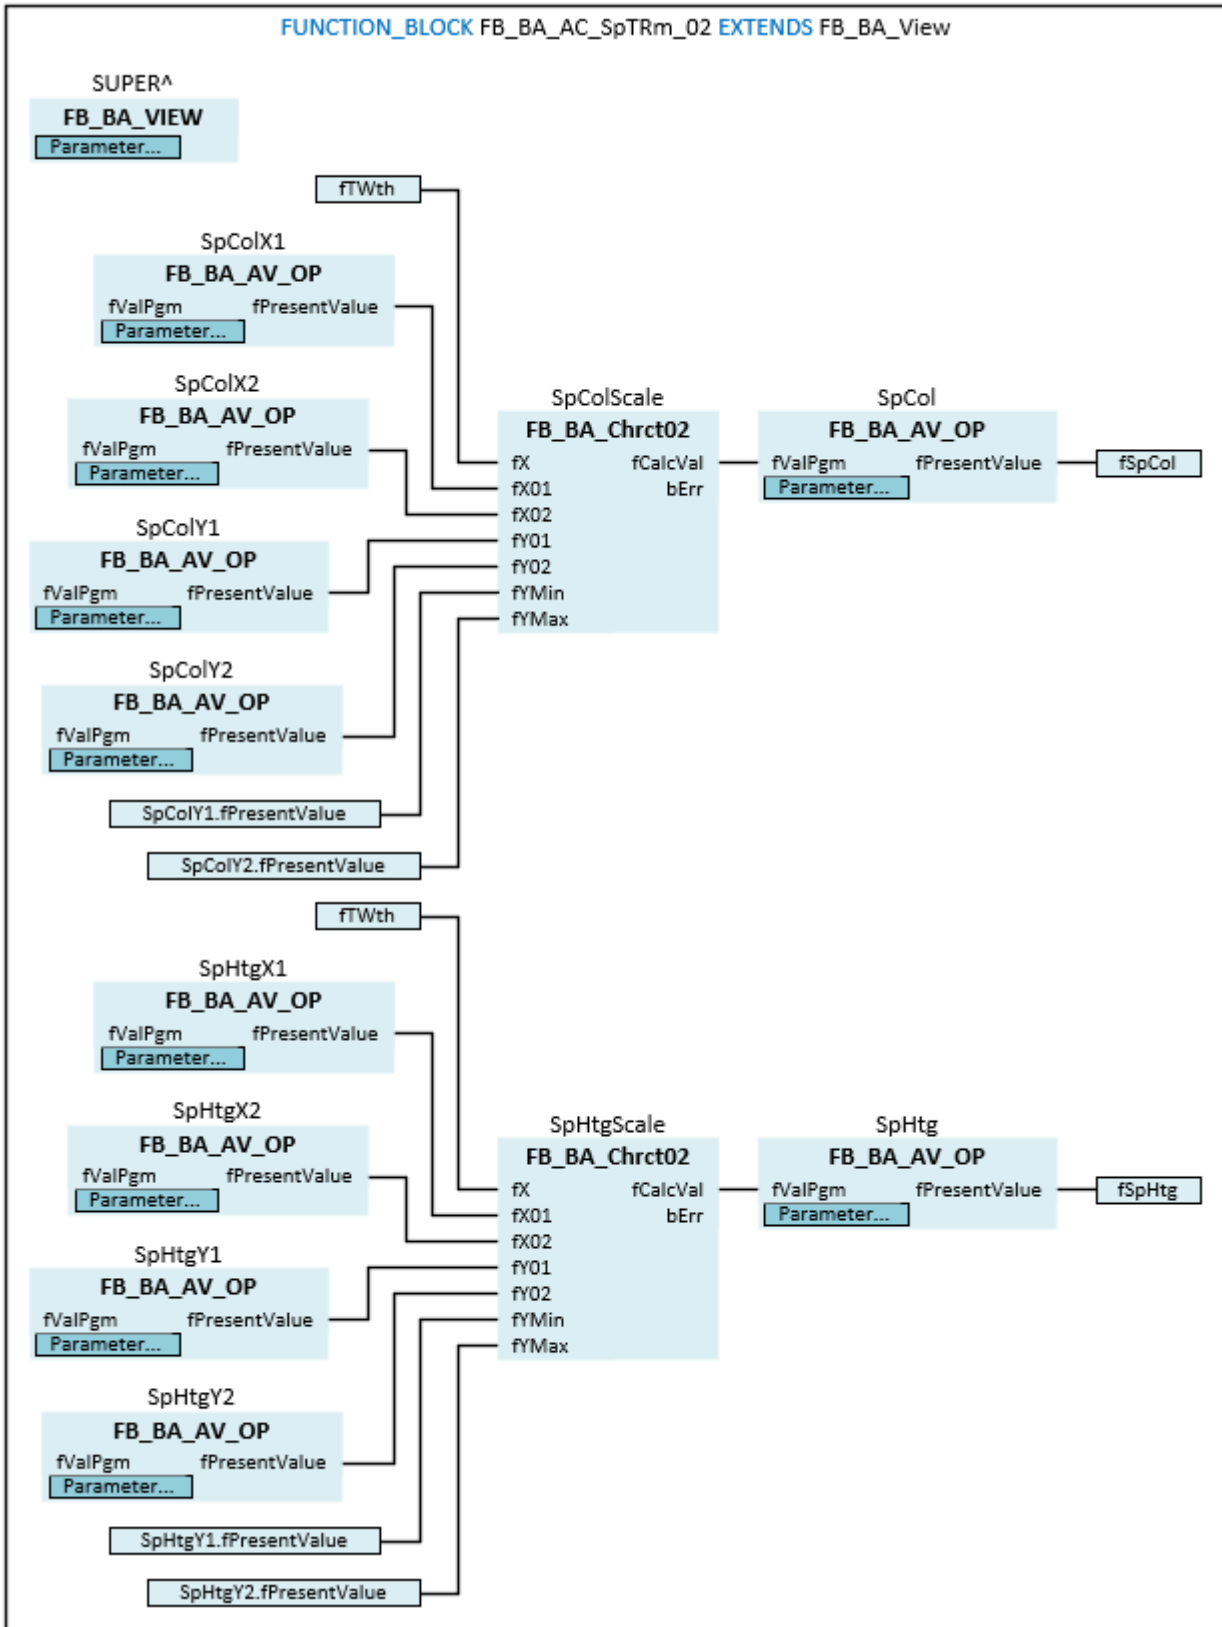 FUNCTION_BLOCK FB_BA_AC_SpTRm_02 EXTENDS FB_BA_View
SUPER^
FB_BA_VIEW
Parameter...
fTWth
SpColX1
FB_BA_AV_OP
fValPgm fPresentValue
Parameter...
SpColX2
FB_BA_AV_OP
fValPgm fPresentValue
Parameter...
SpColY1
FB_BA_AV_OP
fValPgm fPresentValue
Parameter...
SpColY2
FB_BA_AV_OP
fValPgm fPresentValue
Parameter...
SpColY1.fPresentValue
SpColY2.fPresentValue
SpColScale
FB_BA_Chrct02
fX fCalcVal
fX01 bErr
fX02
fY01
fY02
fYMin
fYMax
SpCol
FB_BA_AV_OP
fValPgm fPresentValue
Parameter...
fSpCol
fTWth
SpHtgX1
FB_BA_AV_OP
fValPgm fPresentValue
Parameter...
SpHtgX2
FB_BA_AV_OP
fValPgm fPresentValue
Parameter...
SpHtgY1
FB_BA_AV_OP
fValPgm fPresentValue
Parameter...
SpHtgY2
FB_BA_AV_OP
fValPgm fPresentValue
Parameter...
SpHtgY1.fPresentValue
SpHtgY2.fPresentValue
SpHtgScale
FB_BA_Chrct02
fX fCalcVal
fX01 bErr
fX02
fY01
fY02
fYMin
fYMax
SpHtg
FB_BA_AV_OP
fValPgm fPresentValue
Parameter...
fSpHtg